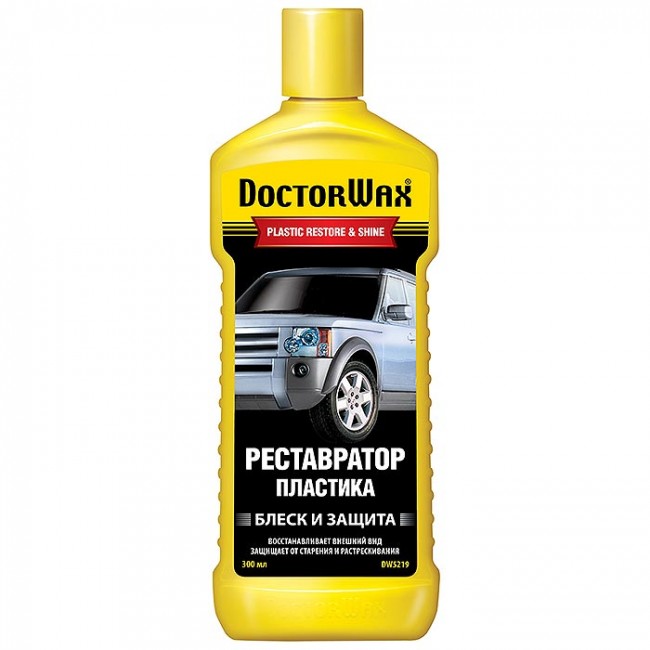 DOCTORWAX®
PLASTIC RESTORE & SHINE
РЕСТАВРАТОР
ПЛАСТИКА
БЛЕСК И ЗАЩИТА
ВОССТАНАВЛИВАЕТ ВНЕШНИЙ ВИД
ЗАЩИЩАЕТ ОТ СТАРЕНИЯ И РАСТРЕСКИВАНИЯ
300 мл DW5219